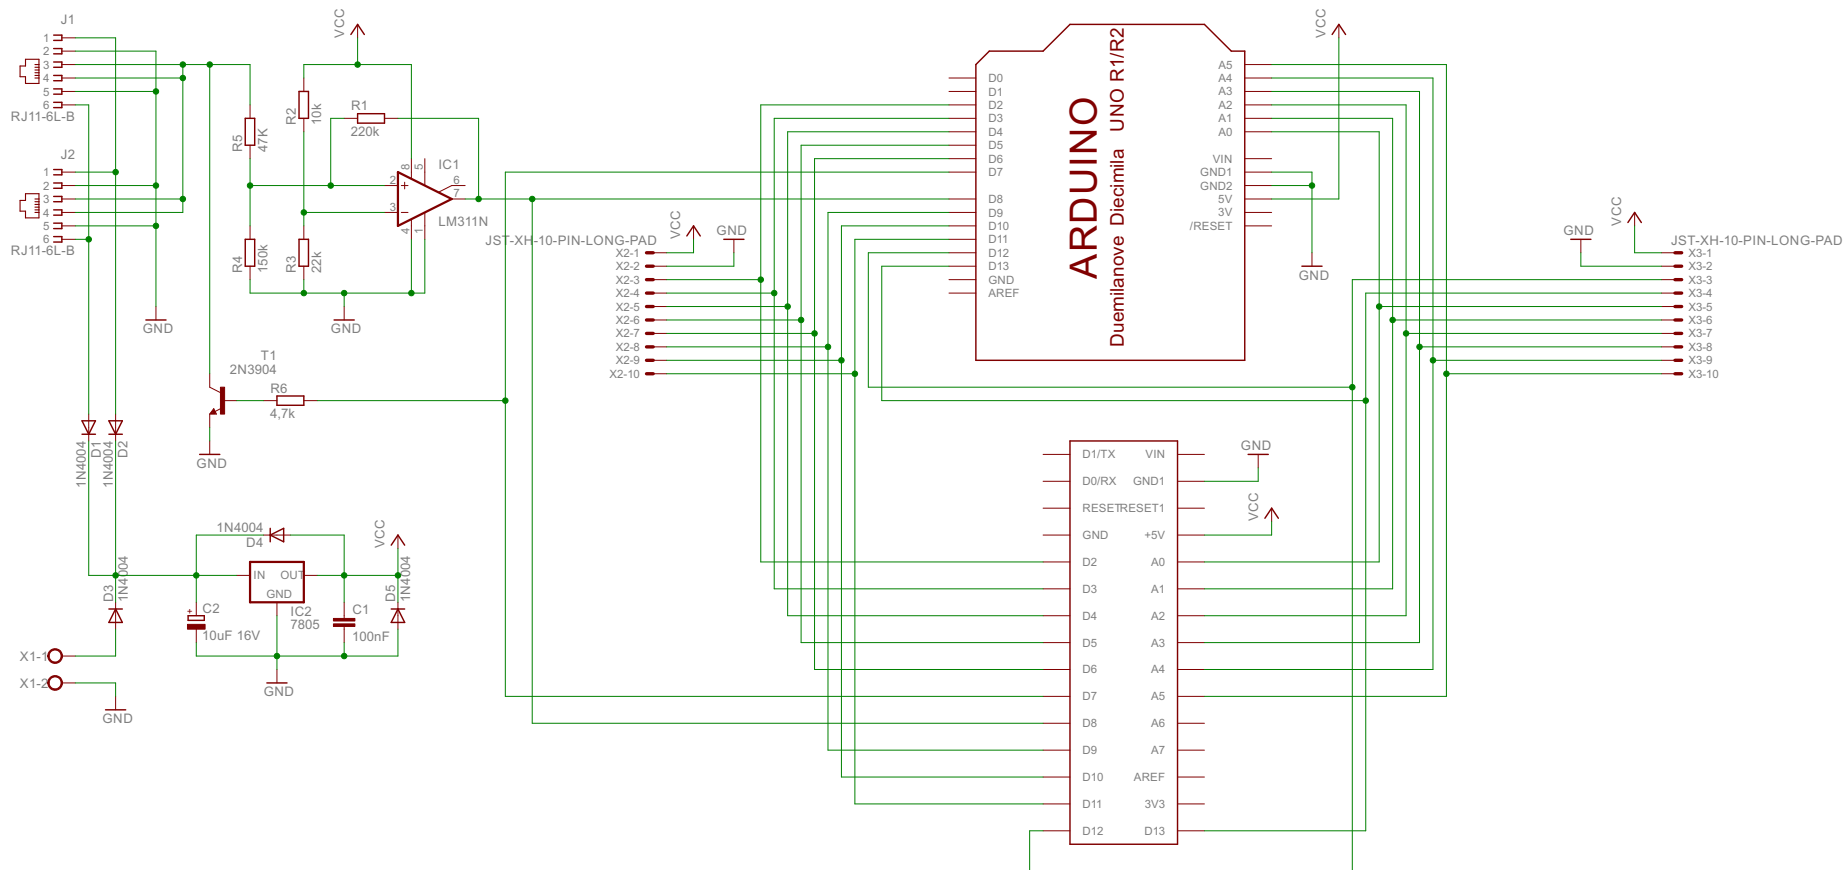 J1
1
2
3
4
5
6
RJ11-6L-B
J2
1
2
3
4
5
6
RJ11-6L-B
GND
R5
47K
R4
150k
VCC
R2
10k
R3
22k
R1
220k
GND
8
5
2
+
3
-
4
1
6
7
IC1
LM311N
T1
2N3904
R6
4,7k
GND
1N4004
D1
1N4004
D2
1N4004
D4
D3
1N4004
IN
OUT
GND
IC2
7805
+
C2
10uF 16V
C1
100nF
VCC
D5
1N4004
GND
X1-1
X1-2
GND
JST-XH-10-PIN-LONG-PAD
VCC
GND
X2-1
X2-2
X2-3
X2-4
X2-5
X2-6
X2-7
X2-8
X2-9
X2-10
ARDUINO
Duemilanove Diecimila UNO R1/R2
D0
D1
D2
D3
D4
D5
D6
D7
D8
D9
D10
D11
D12
D13
GND
AREF
A5
A4
A3
A2
A1
A0
VIN
GND1
GND2
5V
3V
/RESET
VCC
GND
VCC
GND
JST-XH-10-PIN-LONG-PAD
X3-1
X3-2
X3-3
X3-4
X3-5
X3-6
X3-7
X3-8
X3-9
X3-10
D1/TX
VIN
D0/RX
GND1
RESET
RESET1
GND
+5V
D2
A0
D3
A1
D4
A2
D5
A3
D6
A4
D7
A5
D8
A6
D9
A7
D10
AREF
D11
3V3
D12
D13
GND
VCC